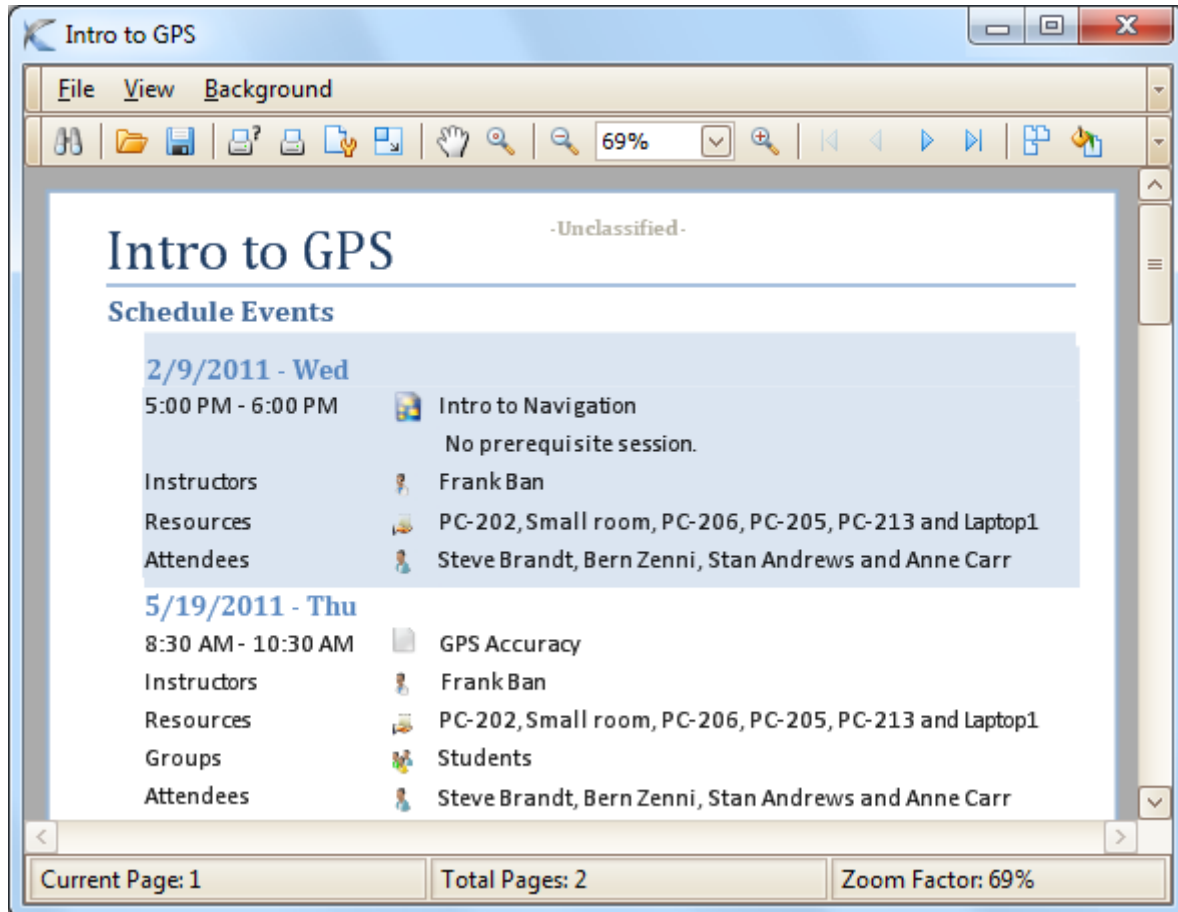 Intro to GPS
File View Background
69%
-Unclassified-
Intro to GPS
Schedule Events
2/9/2011 - Wed
5:00 PM - 6:00 PM Intro to Navigation
No prerequisite session.
Instructors Frank Ban
Resources PC-202, Small room, PC-206, PC-205, PC-213 and Laptop1
Attendees Steve Brandt, Bern Zenni, Stan Andrews and Anne Carr
5/19/2011 - Thu
8:30 AM - 10:30 AM GPS Accuracy
Instructors Frank Ban
Resources PC-202, Small room, PC-206, PC-205, PC-213 and Laptop1
Groups Students
Attendees Steve Brandt, Bern Zenni, Stan Andrews and Anne Carr
Current Page: 1 Total Pages: 2 Zoom Factor: 69%